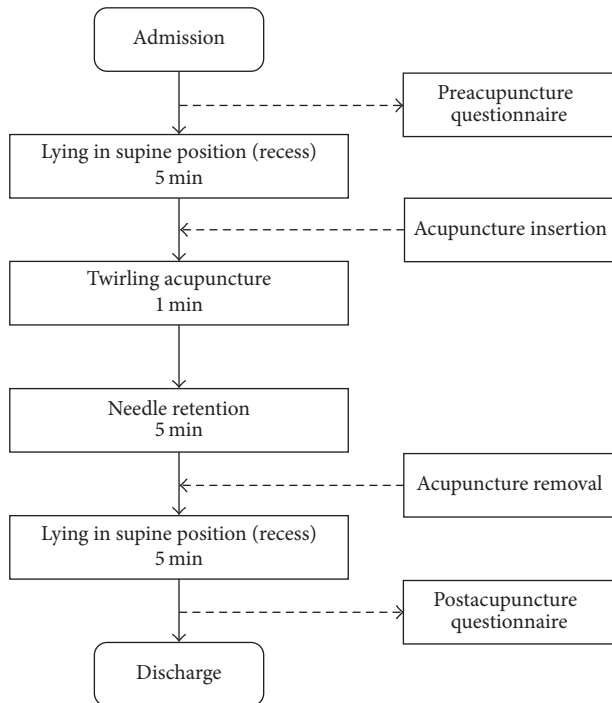 Admission
Preacupuncture
questionnaire
Lying in supine position (recess)
5 min
Acupuncture insertion
Twirling acupuncture
1 min
Needle retention
5 min
Acupuncture removal
Lying in supine position (recess)
5 min
Postacupuncture
questionnaire
Discharge